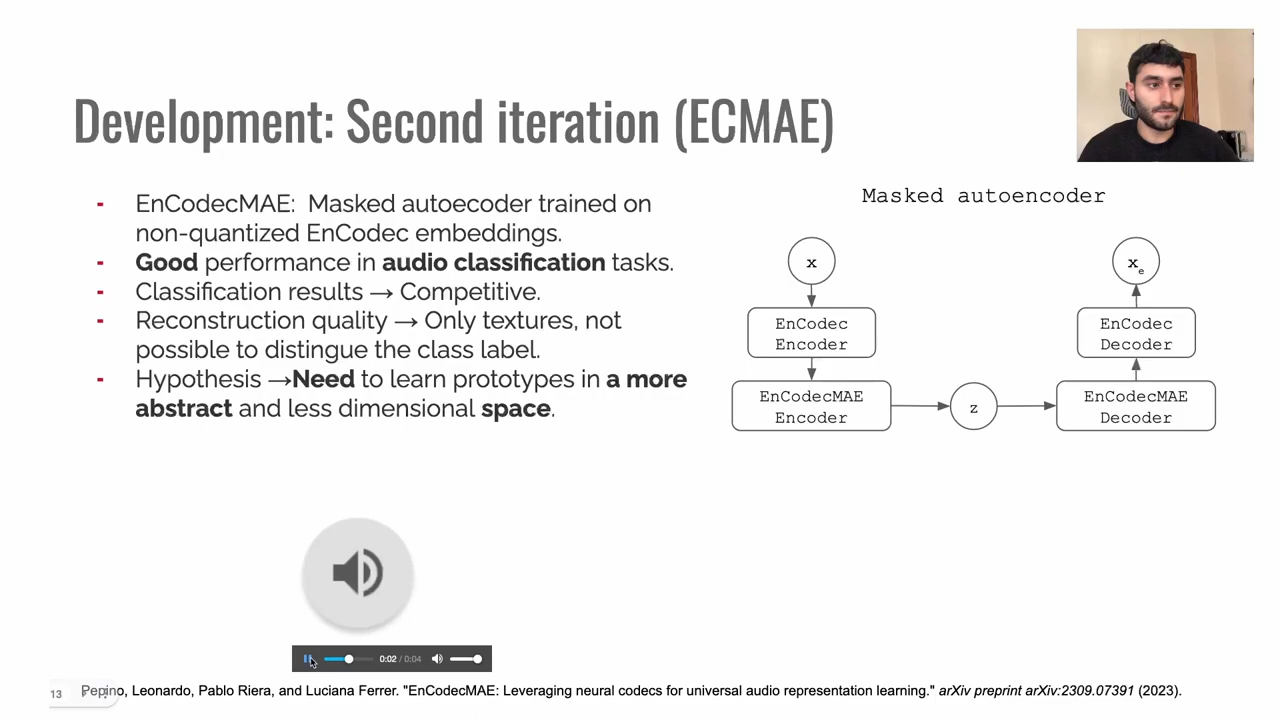 Development: Second iteration (ECMAE)
- EnCodecMAE: Masked autoecoder trained on
non-quantized EnCodec embeddings.
- Good performance in audio classification tasks.
- Classification results → Competitive.
- Reconstruction quality → Only textures, not
possible to distingue the class label.
- Hypothesis →Need to learn prototypes in a more
abstract and less dimensional space.
Masked autoencoder
x
EnCodec
Encoder
EnCodecMAE
Encoder
z
EnCodecMAE
Decoder
EnCodec
Decoder
xe
0:02 / 0:04
13
Pepino, Leonardo, Pablo Riera, and Luciana Ferrer. "EnCodecMAE: Leveraging neural codecs for universal audio representation learning." arXiv preprint arXiv:2309.07391 (2023).